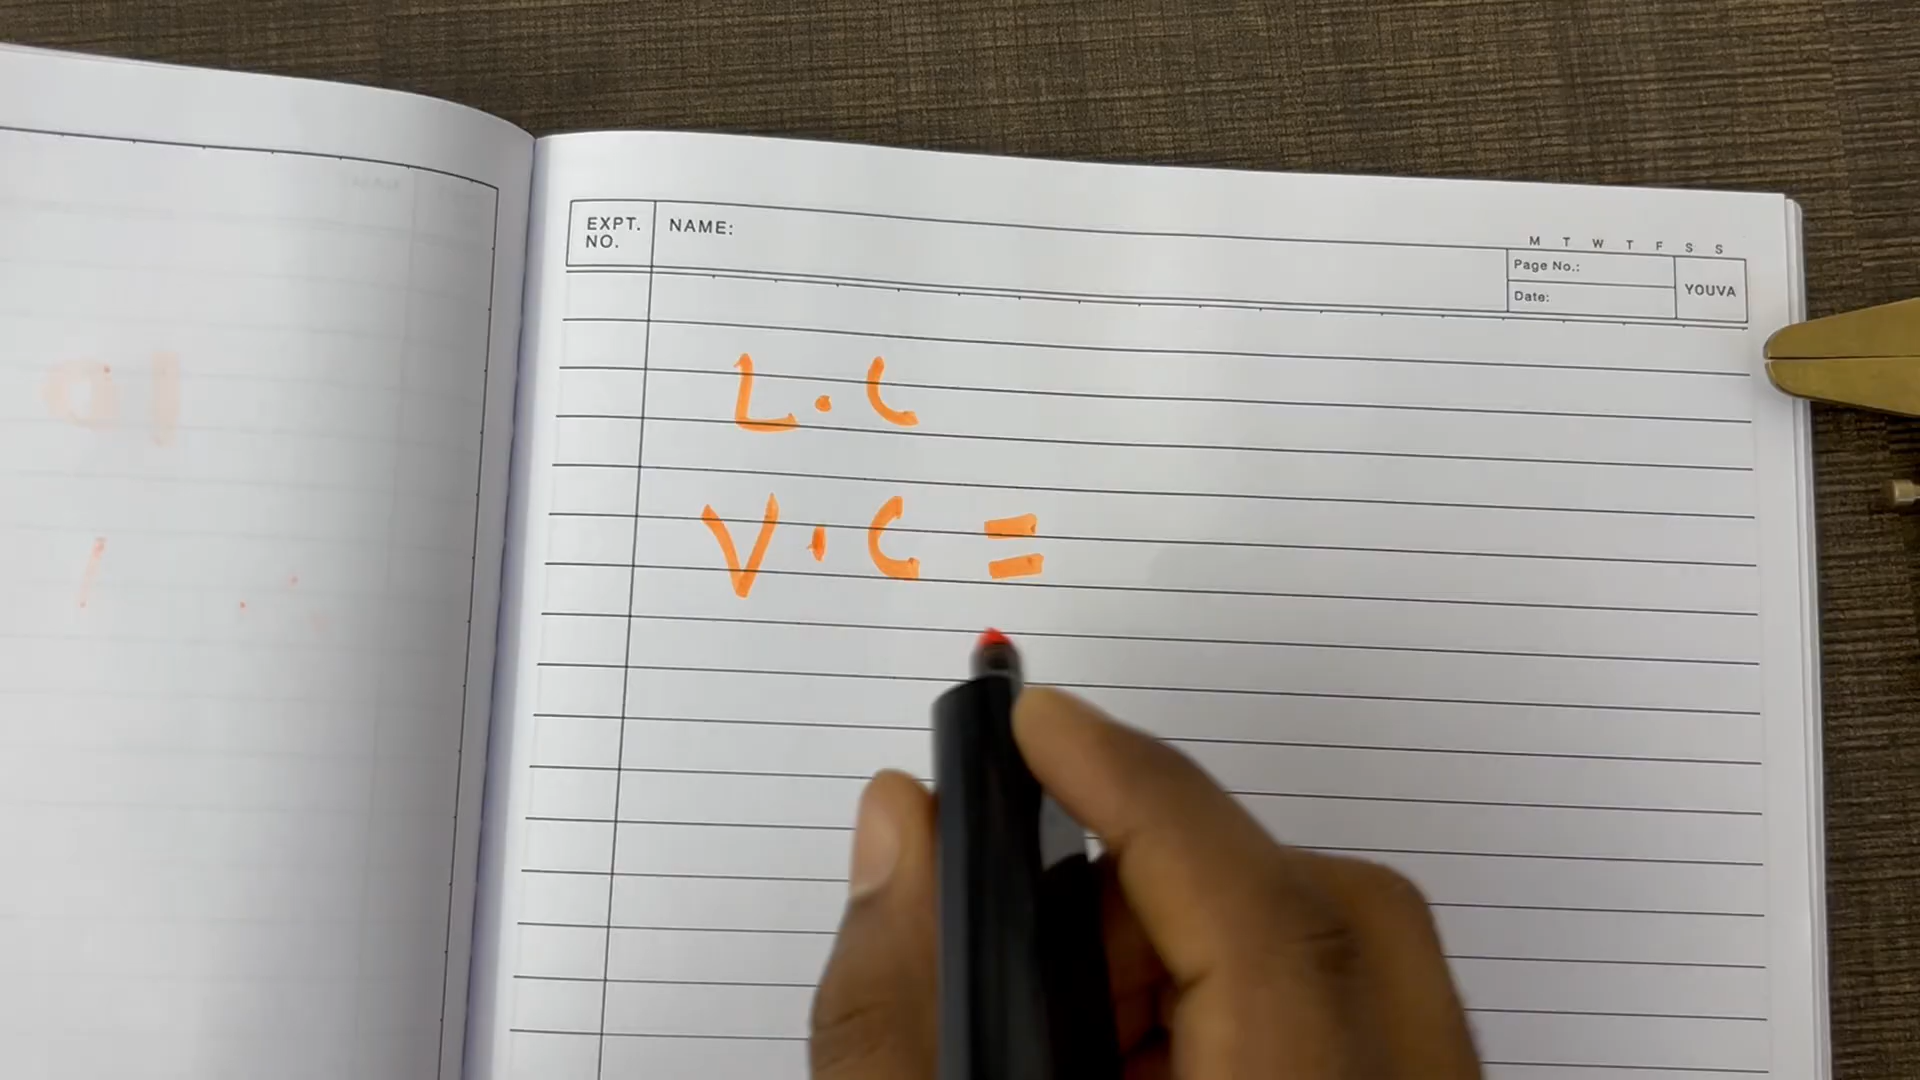 EXPT. NO.
NAME:
M T W T F S S
Page No.:
Date:
YOUVA
L.C
V.C =